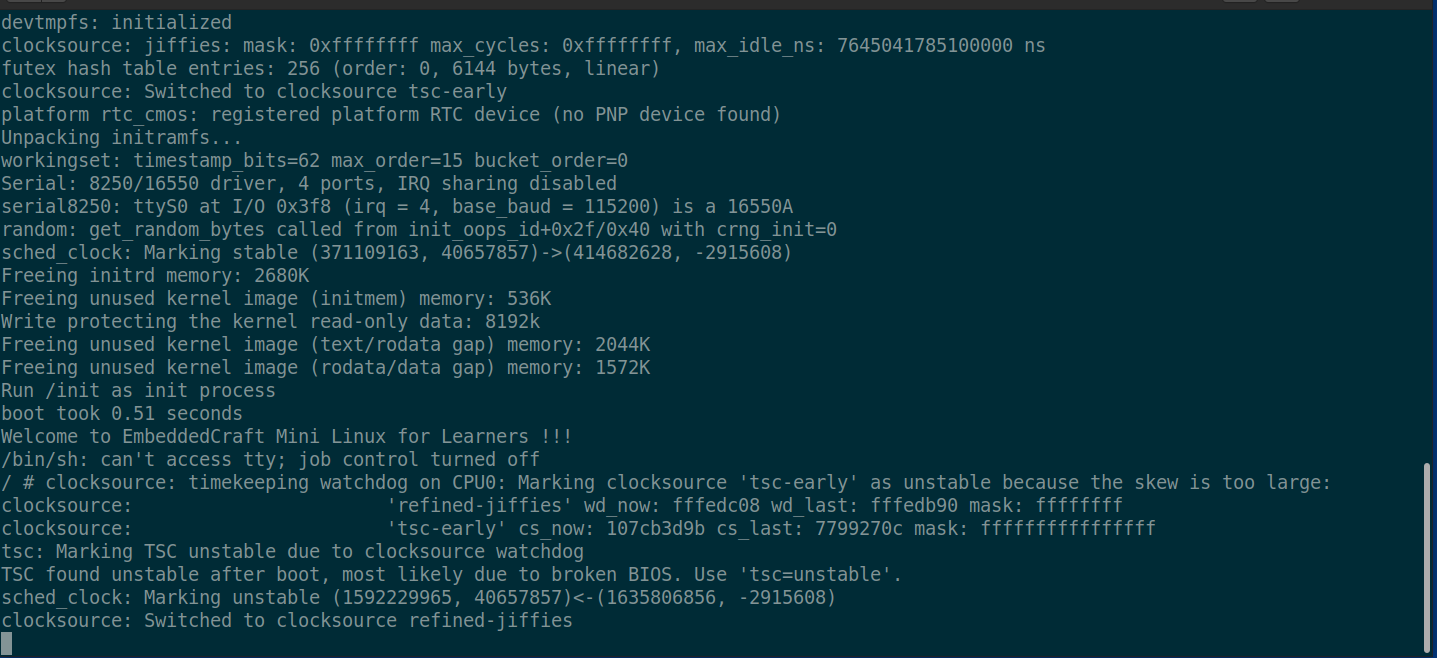 devtmpfs: initialized
clocksource: jiffies: mask: 0xffffffff max_cycles: 0xffffffff, max_idle_ns: 7645041785100000 ns
futex hash table entries: 256 (order: 0, 6144 bytes, linear)
clocksource: Switched to clocksource tsc-early
platform rtc_cmos: registered platform RTC device (no PNP device found)
Unpacking initramfs...
workingset: timestamp_bits=62 max_order=15 bucket_order=0
Serial: 8250/16550 driver, 4 ports, IRQ sharing disabled
serial8250: ttyS0 at I/O 0x3f8 (irq = 4, base_baud = 115200) is a 16550A
random: get_random_bytes called from init_oops_id+0x2f/0x40 with crng_init=0
sched_clock: Marking stable (371109163, 40657857)->(414682628, -2915608)
Freeing initrd memory: 2680K
Freeing unused kernel image (initmem) memory: 536K
Write protecting the kernel read-only data: 8192k
Freeing unused kernel image (text/rodata gap) memory: 2044K
Freeing unused kernel image (rodata/data gap) memory: 1572K
Run /init as init process
boot took 0.51 seconds
Welcome to EmbeddedCraft Mini Linux for Learners !!!
/bin/sh: can't access tty; job control turned off
/ # clocksource: timekeeping watchdog on CPU0: Marking clocksource 'tsc-early' as unstable because the skew is too large:
clocksource:                       'refined-jiffies' wd_now: fffedc08 wd_last: fffedb90 mask: ffffffff
clocksource:                       'tsc-early' cs_now: 107cb3d9b cs_last: 7799270c mask: ffffffffffffffff
tsc: Marking TSC unstable due to clocksource watchdog
TSC found unstable after boot, most likely due to broken BIOS. Use 'tsc=unstable'.
sched_clock: Marking unstable (1592229965, 40657857)<-(1635806856, -2915608)
clocksource: Switched to clocksource refined-jiffies